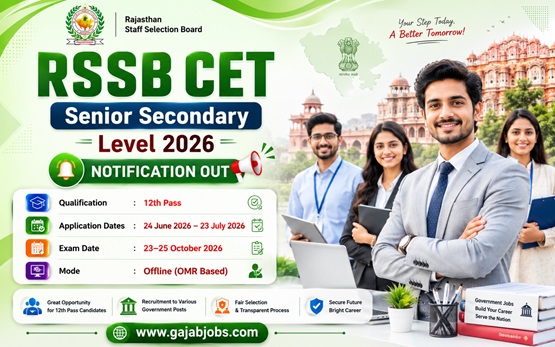 Rajasthan
Staff Selection Board
Your Step Today,
A Better Tomorrow!
RSSB CET
Senior Secondary
Level 2026
NOTIFICATION OUT
Qualification : 12th Pass
Application Dates : 24 June 2026 – 23 July 2026
Exam Date : 23–25 October 2026
Mode : Offline (OMR Based)
Great Opportunity
for 12th Pass Candidates
Recruitment to Various
Government Posts
Fair Selection
& Transparent Process
Secure Future
Bright Career
www.gajabjobs.com
Government Jobs
Build Your Career
Serve the Nation